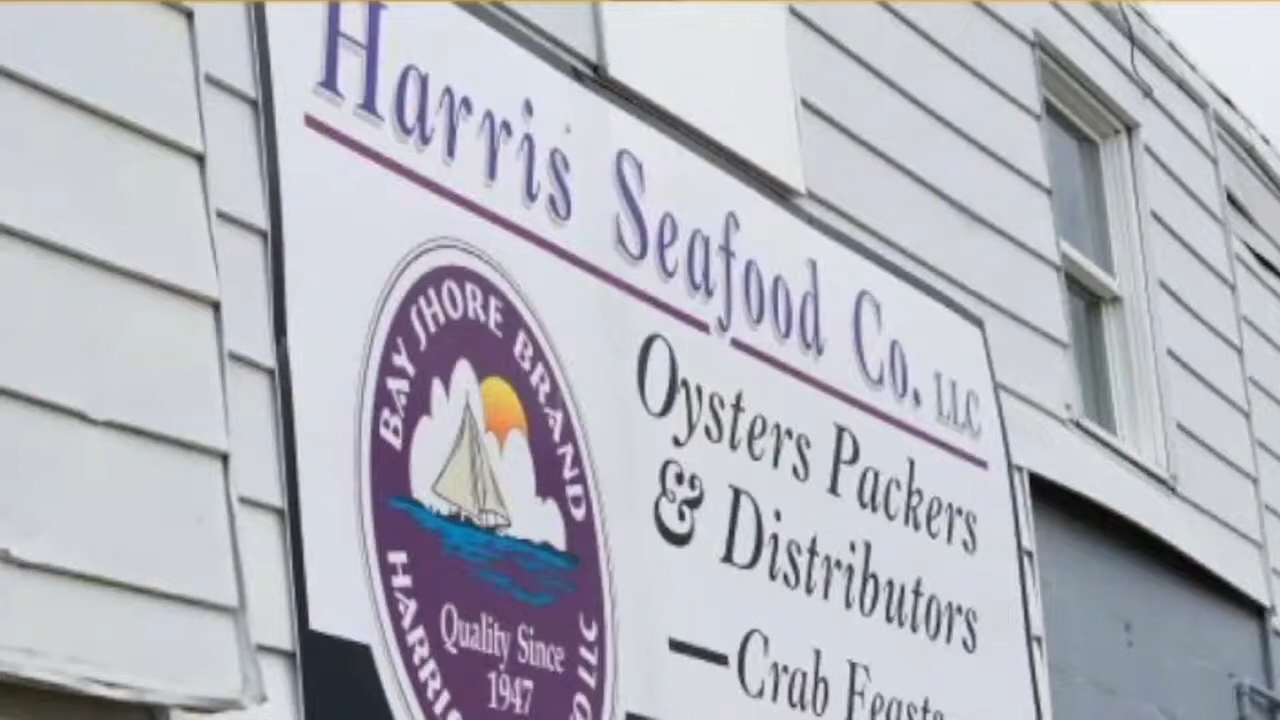 Harris Seafood Co. LLC
BAY SHORE BRAND
Quality Since
1947
Oysters Packers
& Distributors
—Crab Feasts